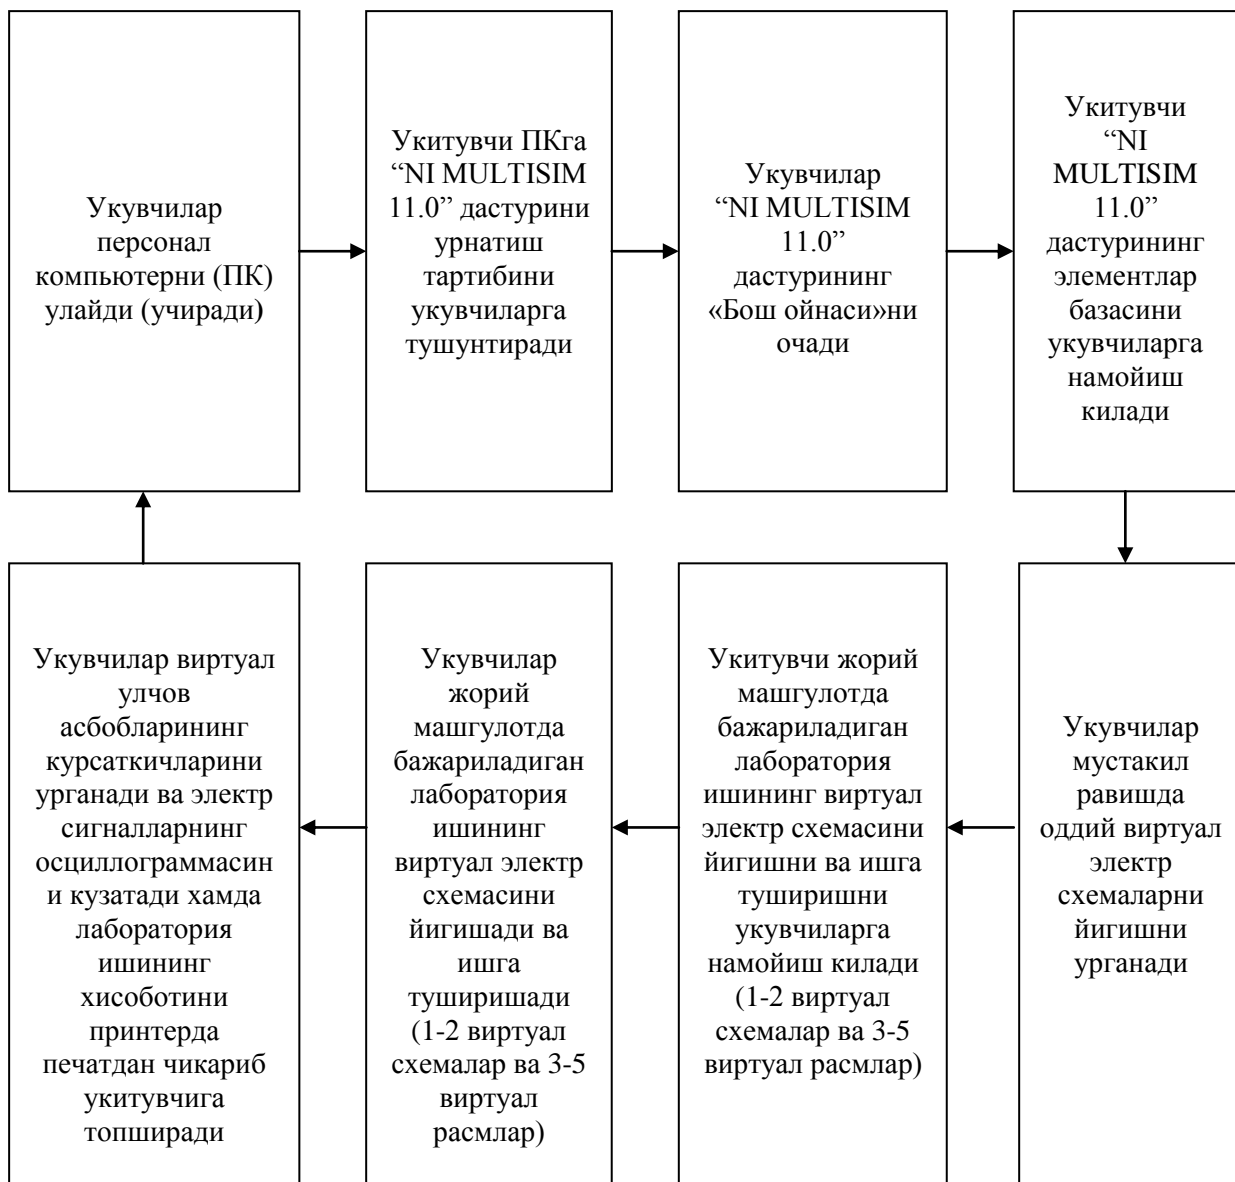 Укувчилар
персонал
компьютерни (ПК)
улайди (учиради)
Укитувчи ПКга
“NI MULTISIM
11.0” дастурини
урнатиш
тартибини
укувчиларга
тушунтиради
Укувчилар
“NI MULTISIM
11.0”
дастурининг
«Бош ойнаси»ни
очади
Укитувчи
“NI
MULTISIM
11.0”
дастурининг
элементлар
базасини
укувчиларга
намойиш
килади
Укувчилар
мустакил
равишда
оддий виртуал
электр
схемаларни
йигишни
урганади
Укитувчи жорий
машгулотда
бажариладиган
лаборатория
ишининг виртуал
электр схемасини
йигишни ва ишга
туширишни
укувчиларга
намойиш килади
(1-2 виртуал
схемалар ва 3-5
виртуал расмлар)
Укувчилар
жорий
машгулотда
бажариладиган
лаборатория
ишининг
виртуал электр
схемасини
йигишади ва
ишга
туширишади
(1-2 виртуал
схемалар ва 3-5
виртуал
расмлар)
Укувчилар виртуал
улчов
асбобларининг
курсаткичларини
урганади ва электр
сигналларнинг
осциллограммасин
и кузатади хамда
лаборатория
ишининг
хисоботини
принтерда
печатдан чикариб
укитувчига
топширади